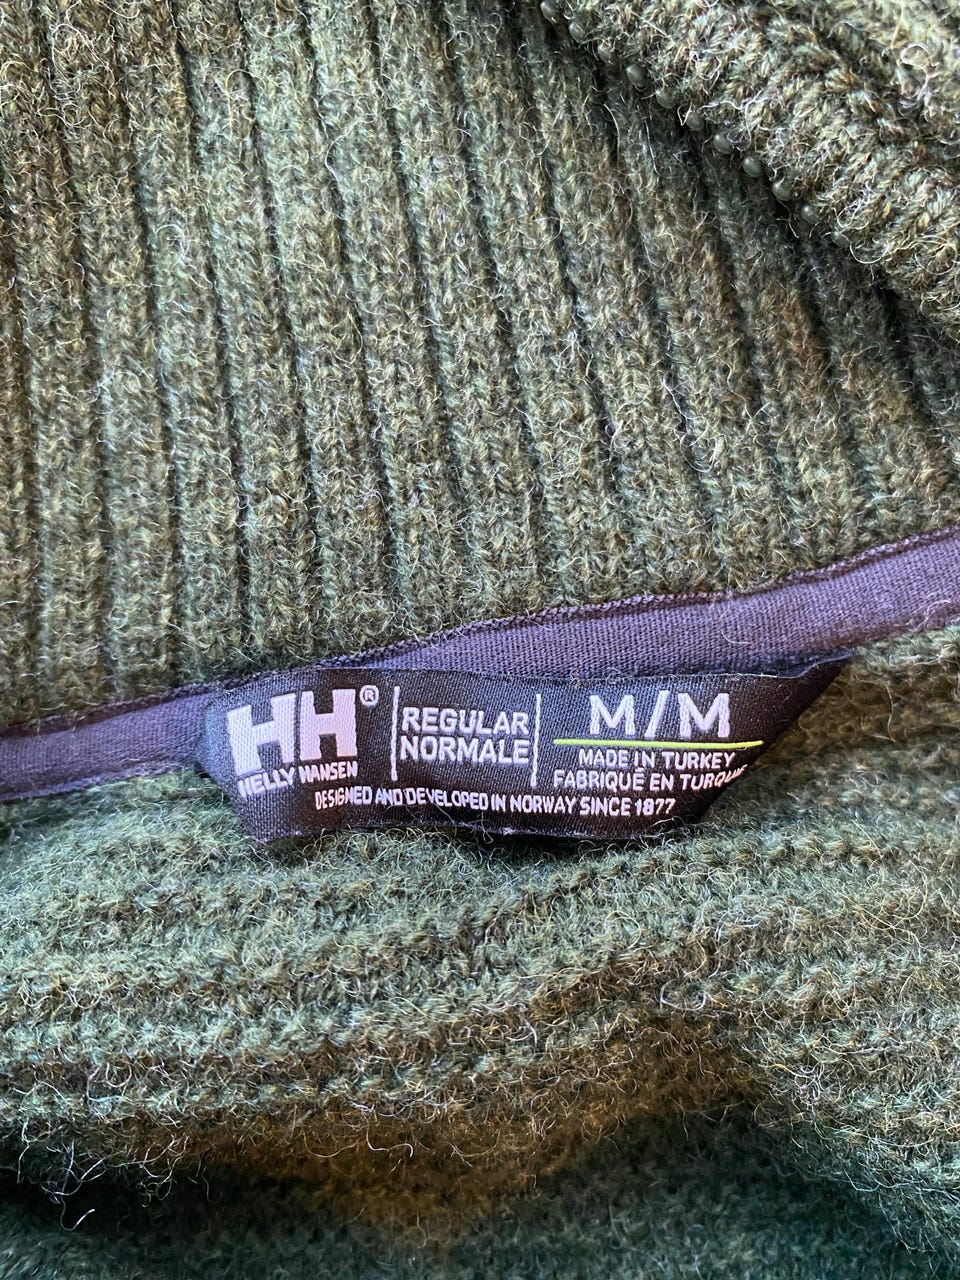 HH®
HELLY HANSEN
REGULAR
NORMALE
M/M
MADE IN TURKEY
FABRIQUÉ EN TURQUIE
DESIGNED AND DEVELOPED IN NORWAY SINCE 1877